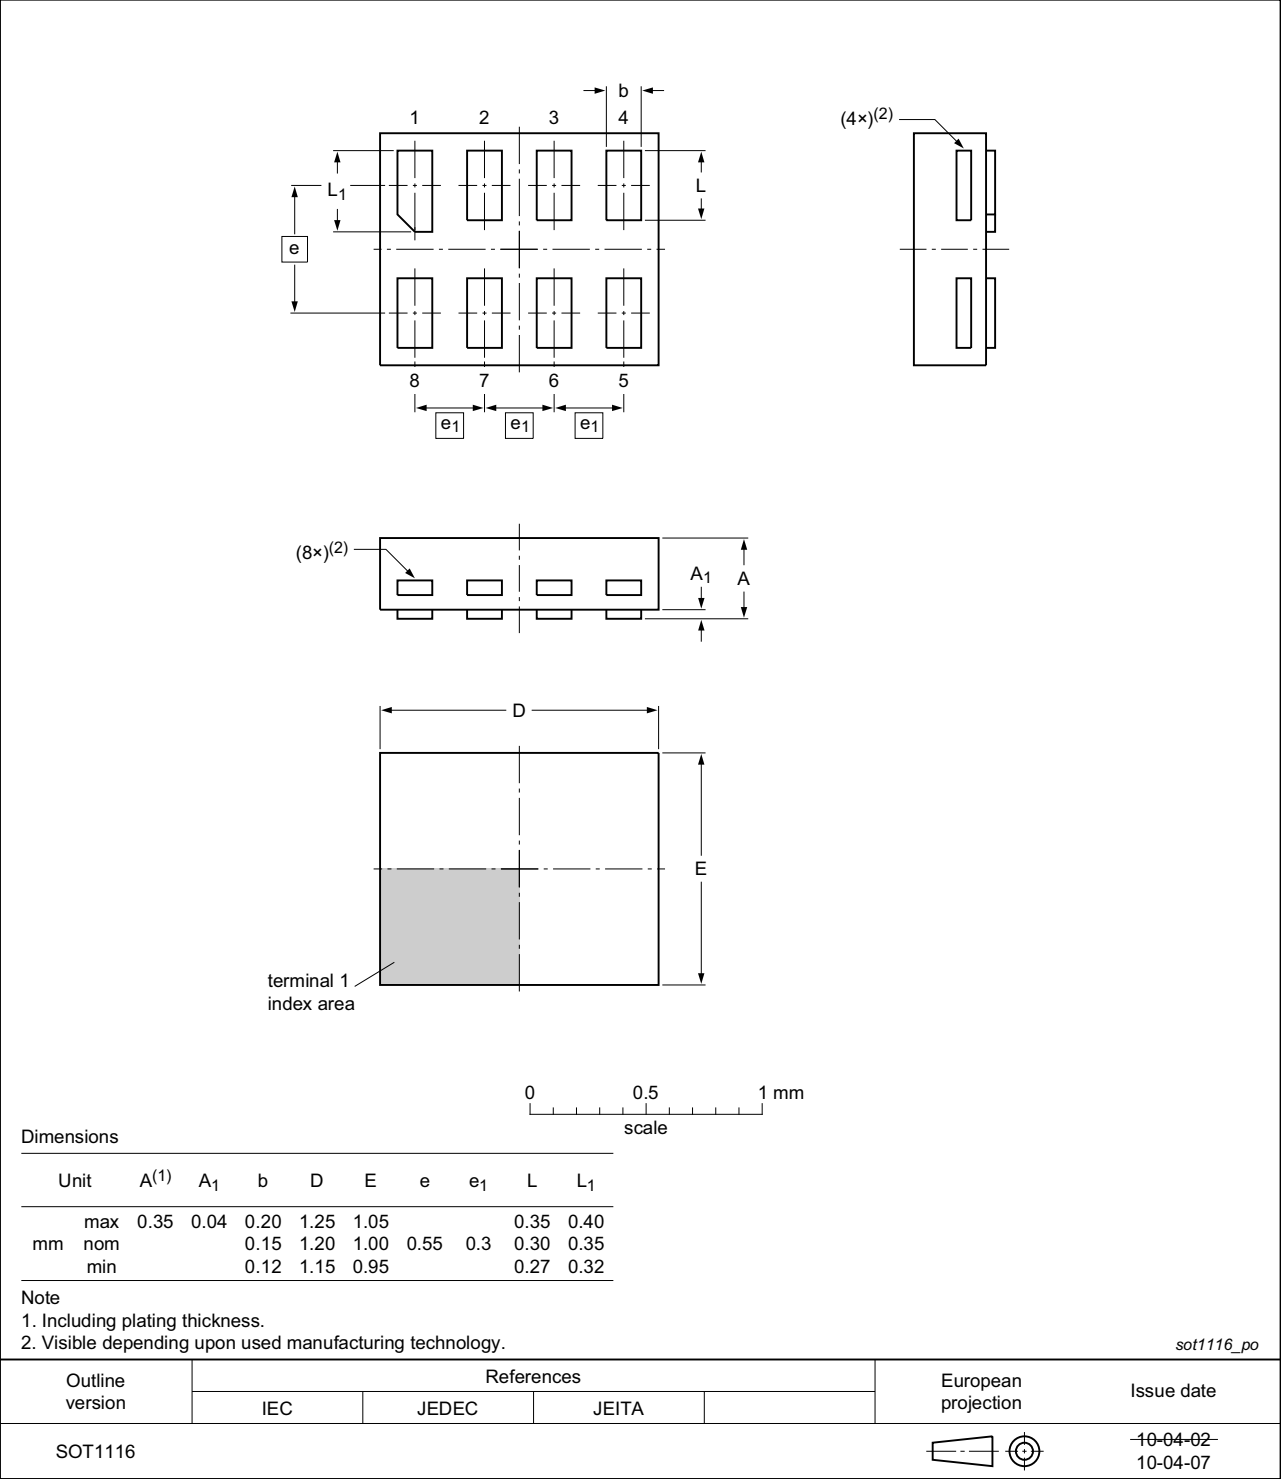 b
1 2 3 4
(4×)(2)
L1
L
e
8 7 6 5
e1 e1 e1
(8×)(2)
A1 A
D
E
terminal 1
index area
0 0.5 1 mm
scale
Dimensions
Unit A(1) A1 b D E e e1 L L1
max 0.35 0.04 0.20 1.25 1.05 0.35 0.40
mm nom 0.15 1.20 1.00 0.55 0.3 0.30 0.35
min 0.12 1.15 0.95 0.27 0.32
Note
1. Including plating thickness.
2. Visible depending upon used manufacturing technology.
sot1116_po
Outline
version
References
IEC JEDEC JEITA
European
projection
Issue date
SOT1116
10-04-02
10-04-07